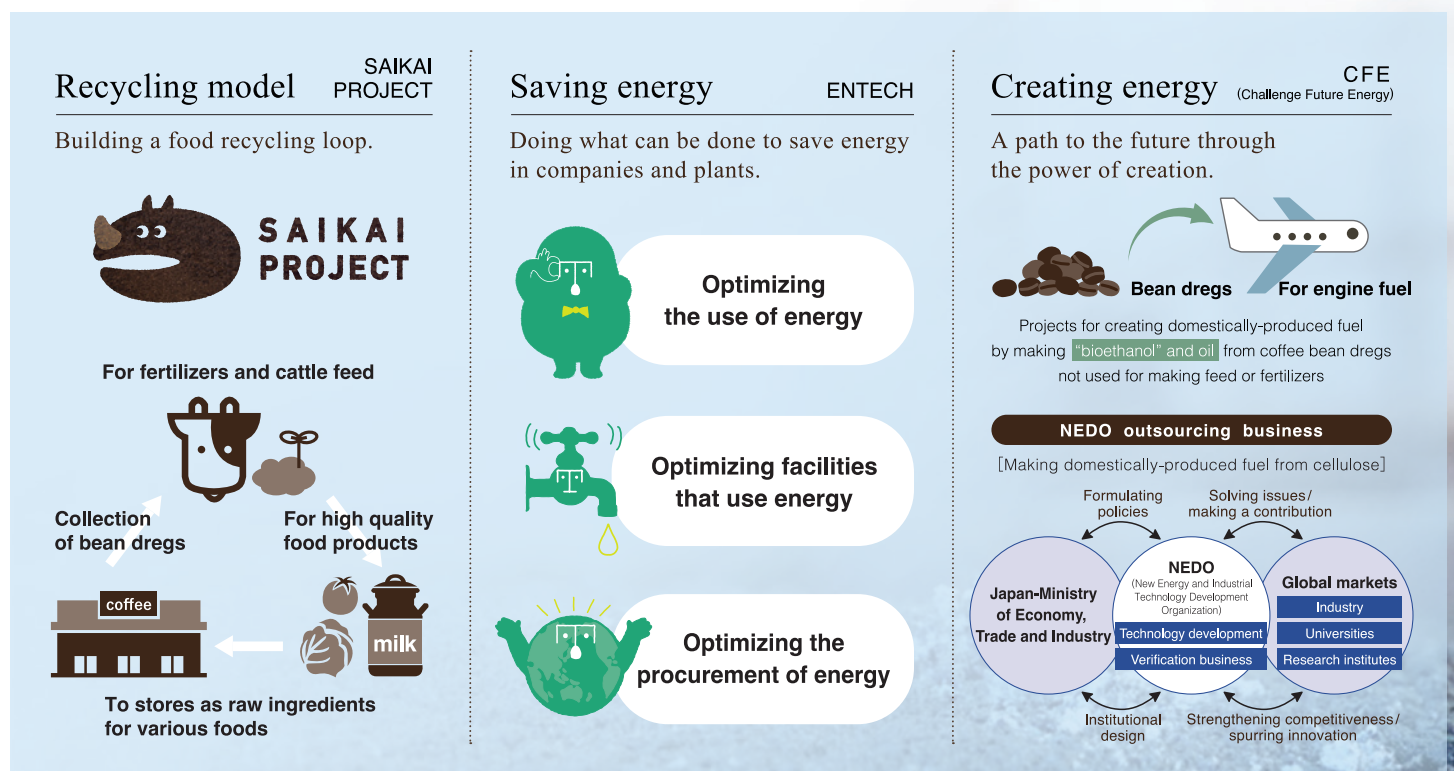 Recycling model
SAIKAI
PROJECT
Building a food recycling loop.
SAIKAI
PROJECT
For fertilizers and cattle feed
Collection
of bean dregs
For high quality
food products
coffee
milk
To stores as raw ingredients
for various foods
Saving energy
ENTECH
Doing what can be done to save energy
in companies and plants.
Optimizing
the use of energy
Optimizing facilities
that use energy
Optimizing the
procurement of energy
Creating energy
CFE
(Challenge Future Energy)
A path to the future through
the power of creation.
Bean dregs
For engine fuel
Projects for creating domestically-produced fuel
by making “bioethanol” and oil from coffee bean dregs
not used for making feed or fertilizers
NEDO outsourcing business
[Making domestically-produced fuel from cellulose]
Formulating
policies
Solving issues/
making a contribution
Japan-Ministry
of Economy,
Trade and Industry
NEDO
(New Energy and Industrial
Technology Development
Organization)
Technology development
Verification business
Global markets
Industry
Universities
Research institutes
Institutional
design
Strengthening competitiveness/
spurring innovation